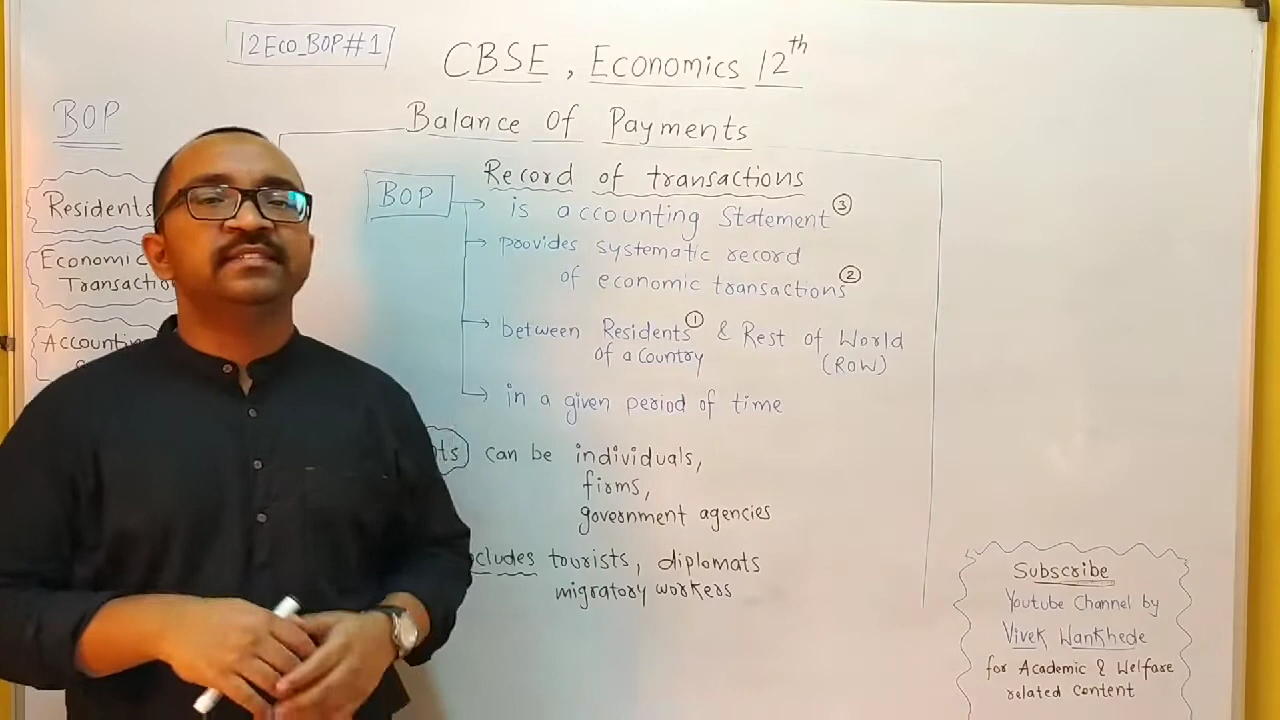 12Eco_BOP#1
CBSE, Economics 12th
BOP
Balance of Payments
Residents
Economic
Record of transactions
BOP
is accounting Statement ③
provides systematic record
of economic transactions ②
between Residents ① & Rest of World
of a Country (ROW)
in a given period of time
can be individuals,
firms,
government agencies
tourists, diplomats
migratory workers
Subscribe
Youtube Channel by
Vivek Wankhede
for Academic & Welfare
related content